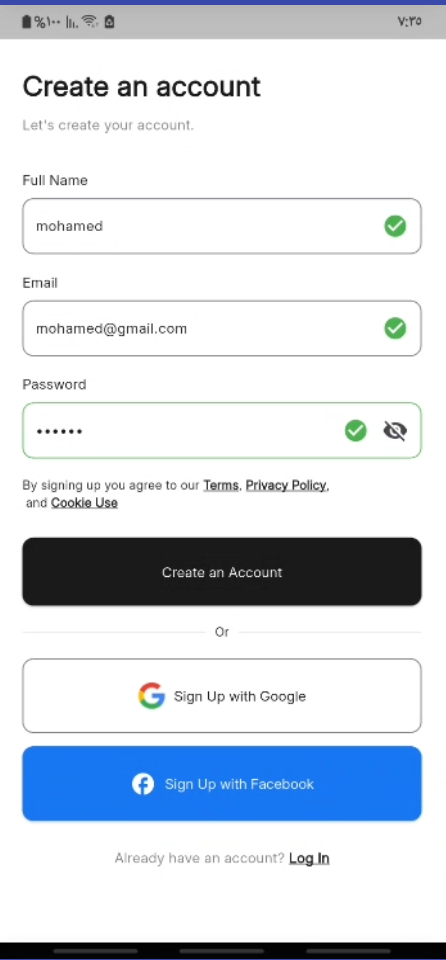 %١٠٠ ٧:٣٥
Create an account
Let's create your account.
Full Name
mohamed
Email
mohamed@gmail.com
Password
••••••
By signing up you agree to our Terms, Privacy Policy,
and Cookie Use
Create an Account
Or
Sign Up with Google
Sign Up with Facebook
Already have an account? Log In